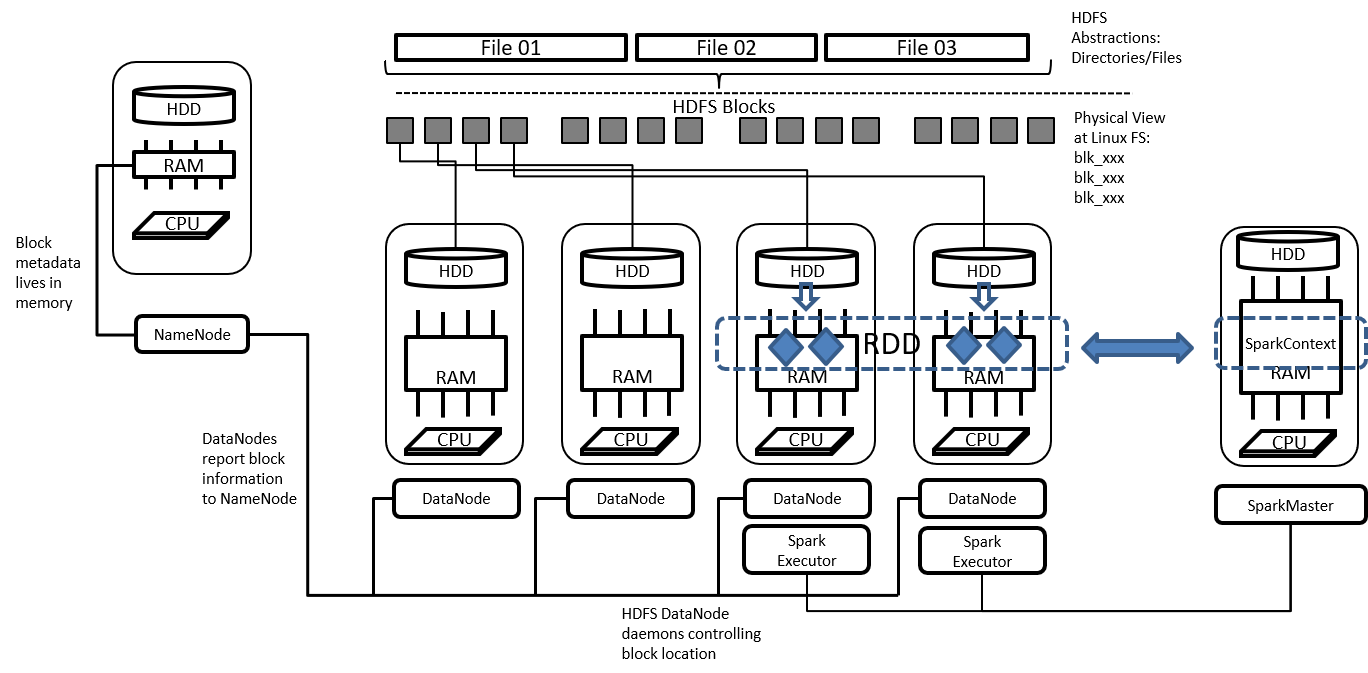 HDFS
Abstractions:
Directories/Files
File 01
File 02
File 03
HDFS Blocks
Physical View
at Linux FS:
blk_xxx
blk_xxx
blk_xxx
HDD
RAM
CPU
Block
metadata
lives in
memory
NameNode
HDD
RAM
CPU
HDD
RAM
CPU
HDD
RAM
CPU
HDD
RAM
CPU
RDD
HDD
SparkContext
RAM
CPU
DataNodes
report block
information
to NameNode
DataNode
DataNode
DataNode
DataNode
SparkMaster
Spark
Executor
Spark
Executor
HDFS DataNode
daemons controlling
block location